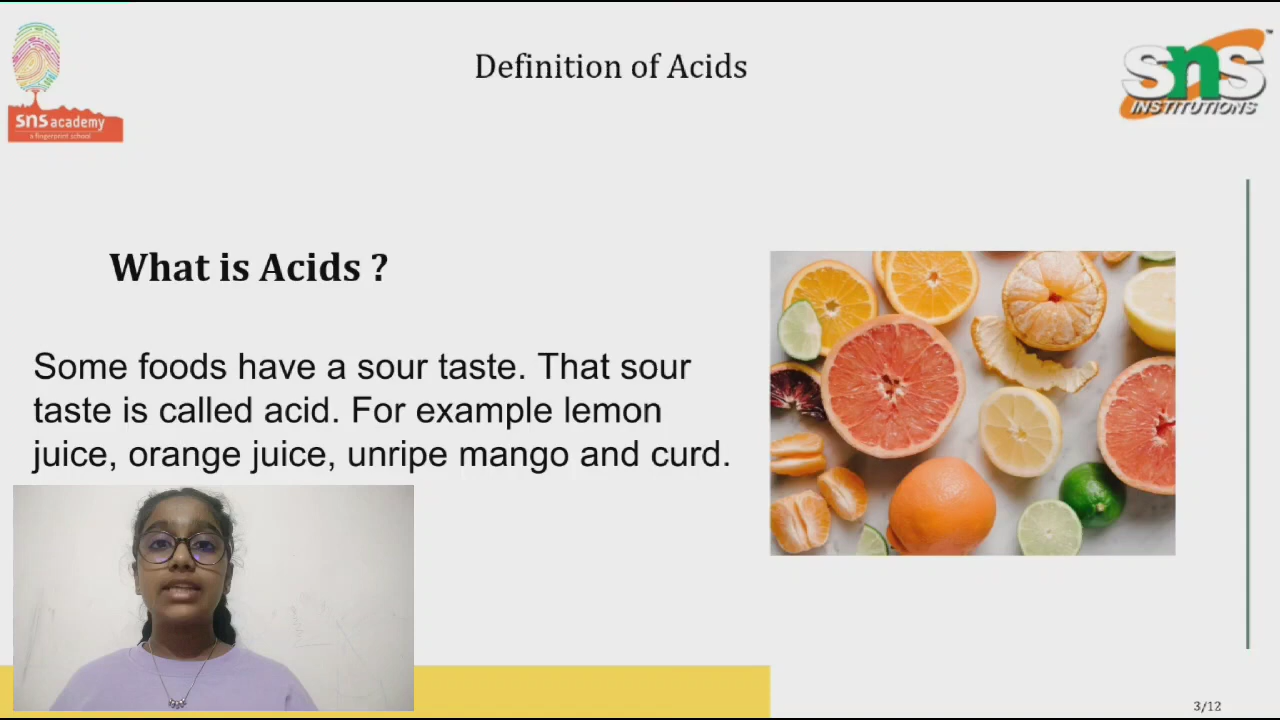 Definition of Acids
sns academy
a fingerprint school
sns
INSTITUTIONS
TM
What is Acids ?
Some foods have a sour taste. That sour
taste is called acid. For example lemon
juice, orange juice, unripe mango and curd.
3/12